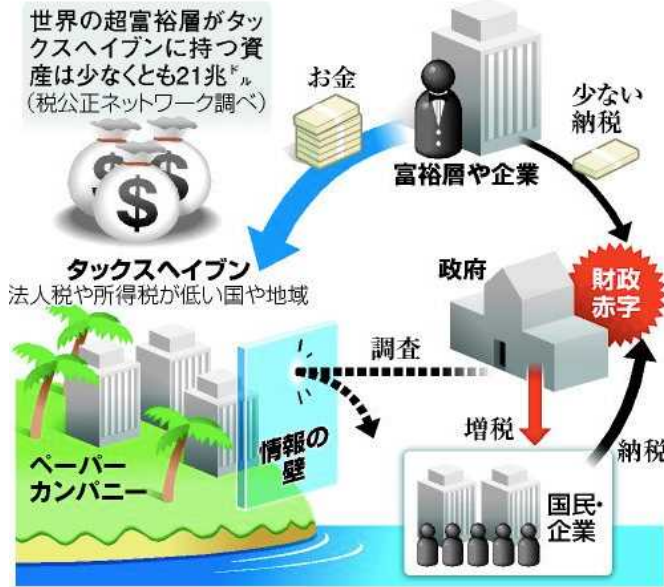 世界の超富裕層がタッ
クスヘイブンに持つ資
産は少なくとも21兆ドル
(税公正ネットワーク調べ)
お金
少ない
納税
富裕層や企業
$
$
$
タックスヘイブン
法人税や所得税が低い国や地域
政府
財政
赤字
調査
情報の
壁
増税
納税
ペーパー
カンパニー
国民・
企業